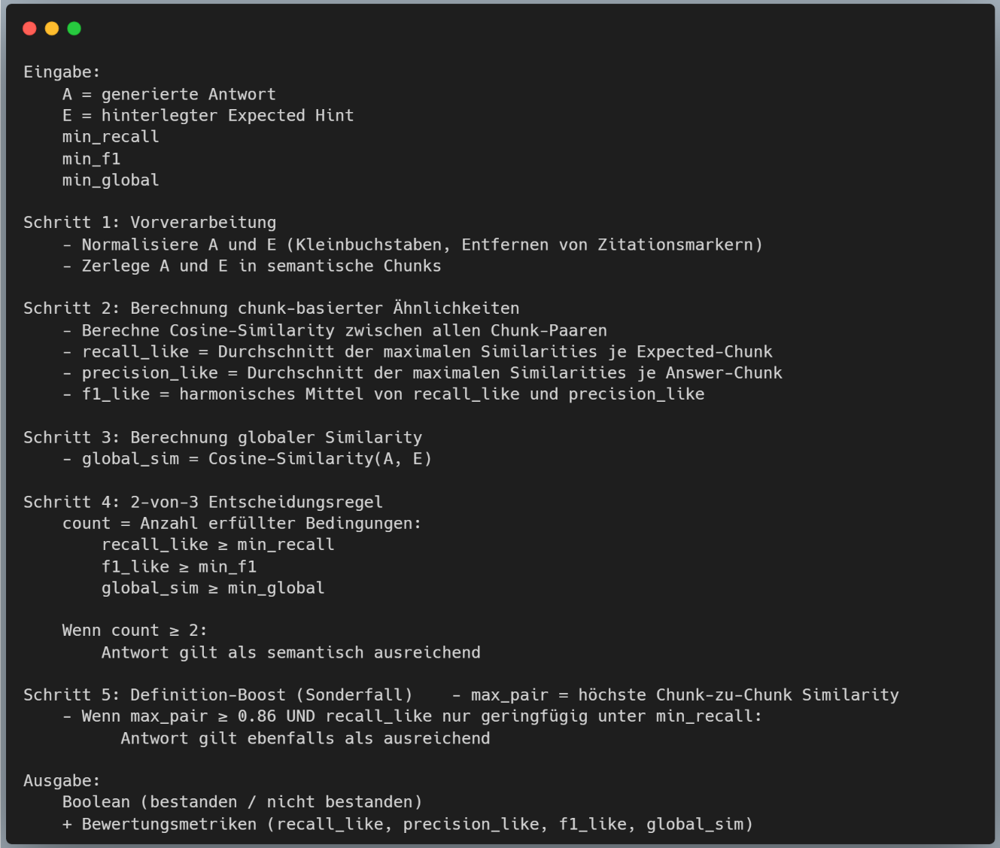 Eingabe:
    A = generierte Antwort
    E = hinterlegter Expected Hint
    min_recall
    min_f1
    min_global

Schritt 1: Vorverarbeitung
    - Normalisiere A und E (Kleinbuchstaben, Entfernen von Zitationsmarkern)
    - Zerlege A und E in semantische Chunks

Schritt 2: Berechnung chunk-basierter Ähnlichkeiten
    - Berechne Cosine-Similarity zwischen allen Chunk-Paaren
    - recall_like = Durchschnitt der maximalen Similarities je Expected-Chunk
    - precision_like = Durchschnitt der maximalen Similarities je Answer-Chunk
    - f1_like = harmonisches Mittel von recall_like und precision_like

Schritt 3: Berechnung globaler Similarity
    - global_sim = Cosine-Similarity(A, E)

Schritt 4: 2-von-3 Entscheidungsregel
    count = Anzahl erfüllter Bedingungen:
        recall_like ≥ min_recall
        f1_like ≥ min_f1
        global_sim ≥ min_global

    Wenn count ≥ 2:
        Antwort gilt als semantisch ausreichend

Schritt 5: Definition-Boost (Sonderfall)    - max_pair = höchste Chunk-zu-Chunk Similarity
    - Wenn max_pair ≥ 0.86 UND recall_like nur geringfügig unter min_recall:
          Antwort gilt ebenfalls als ausreichend

Ausgabe:
    Boolean (bestanden / nicht bestanden)
    + Bewertungsmetriken (recall_like, precision_like, f1_like, global_sim)